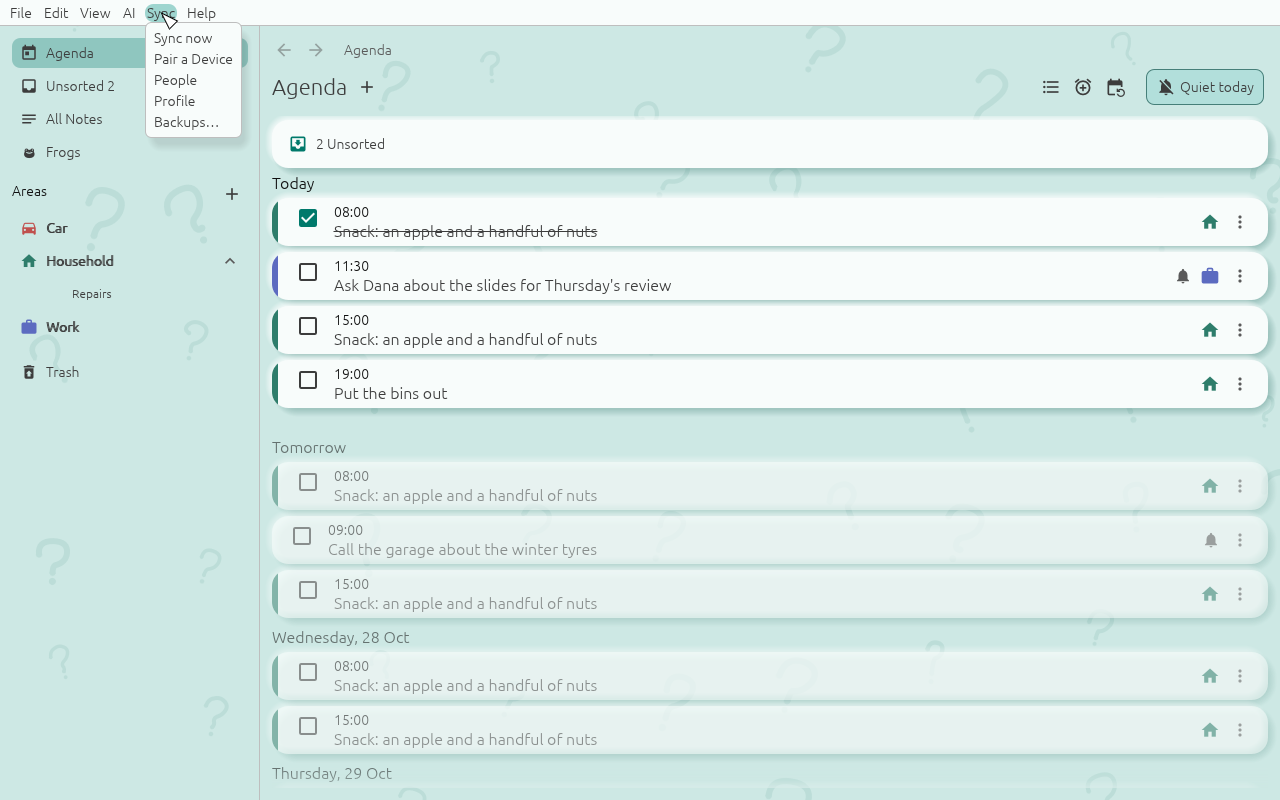 File Edit View AI Sync Help
Sync now
Pair a Device
People
Profile
Backups…
Agenda
Unsorted 2
All Notes
Frogs
Areas
Car
Household
Repairs
Work
Trash
Agenda
Agenda
Quiet today
2 Unsorted
Today
08:00
Snack: an apple and a handful of nuts
11:30
Ask Dana about the slides for Thursday's review
15:00
Snack: an apple and a handful of nuts
19:00
Put the bins out
Tomorrow
08:00
Snack: an apple and a handful of nuts
09:00
Call the garage about the winter tyres
15:00
Snack: an apple and a handful of nuts
Wednesday, 28 Oct
08:00
Snack: an apple and a handful of nuts
15:00
Snack: an apple and a handful of nuts
Thursday, 29 Oct